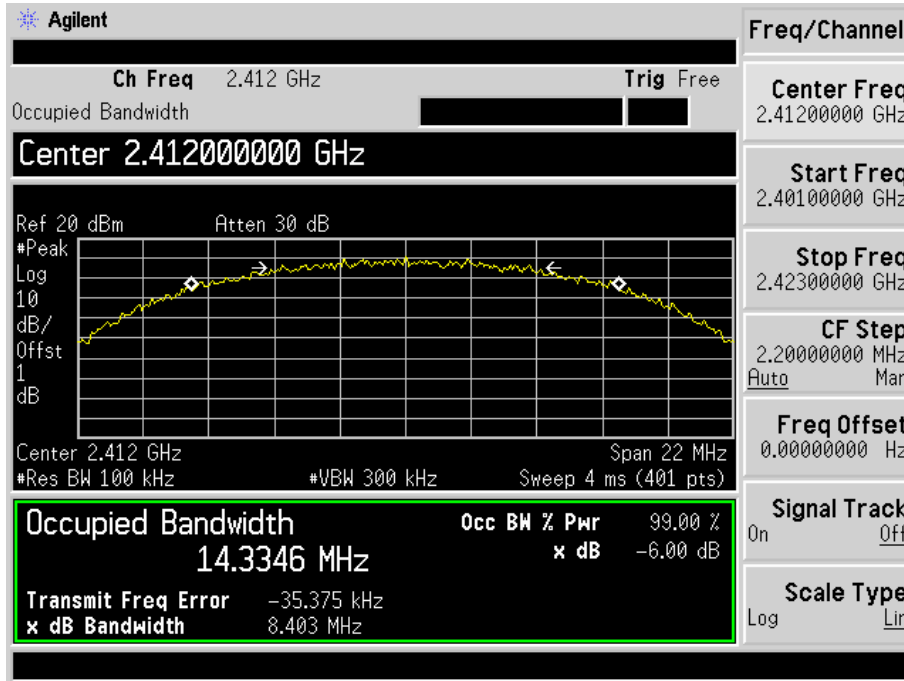 Agilent
Freq/Channel
Ch Freq 2.412 GHz Trig Free
Occupied Bandwidth
Center 2.412000000 GHz
Ref 20 dBm Atten 30 dB
#Peak
Log
10
dB/
Offst
1
dB
Center 2.412 GHz Span 22 MHz
#Res BW 100 kHz #VBW 300 kHz Sweep 4 ms (401 pts)
Occupied Bandwidth
14.3346 MHz
Occ BW % Pwr 99.00 %
x dB -6.00 dB
Transmit Freq Error -35.375 kHz
x dB Bandwidth 8.403 MHz
Center Freq
2.41200000 GHz
Start Freq
2.40100000 GHz
Stop Freq
2.42300000 GHz
CF Step
2.20000000 MHz
Auto Man
Freq Offset
0.00000000 Hz
Signal Track
On Off
Scale Type
Log Lin